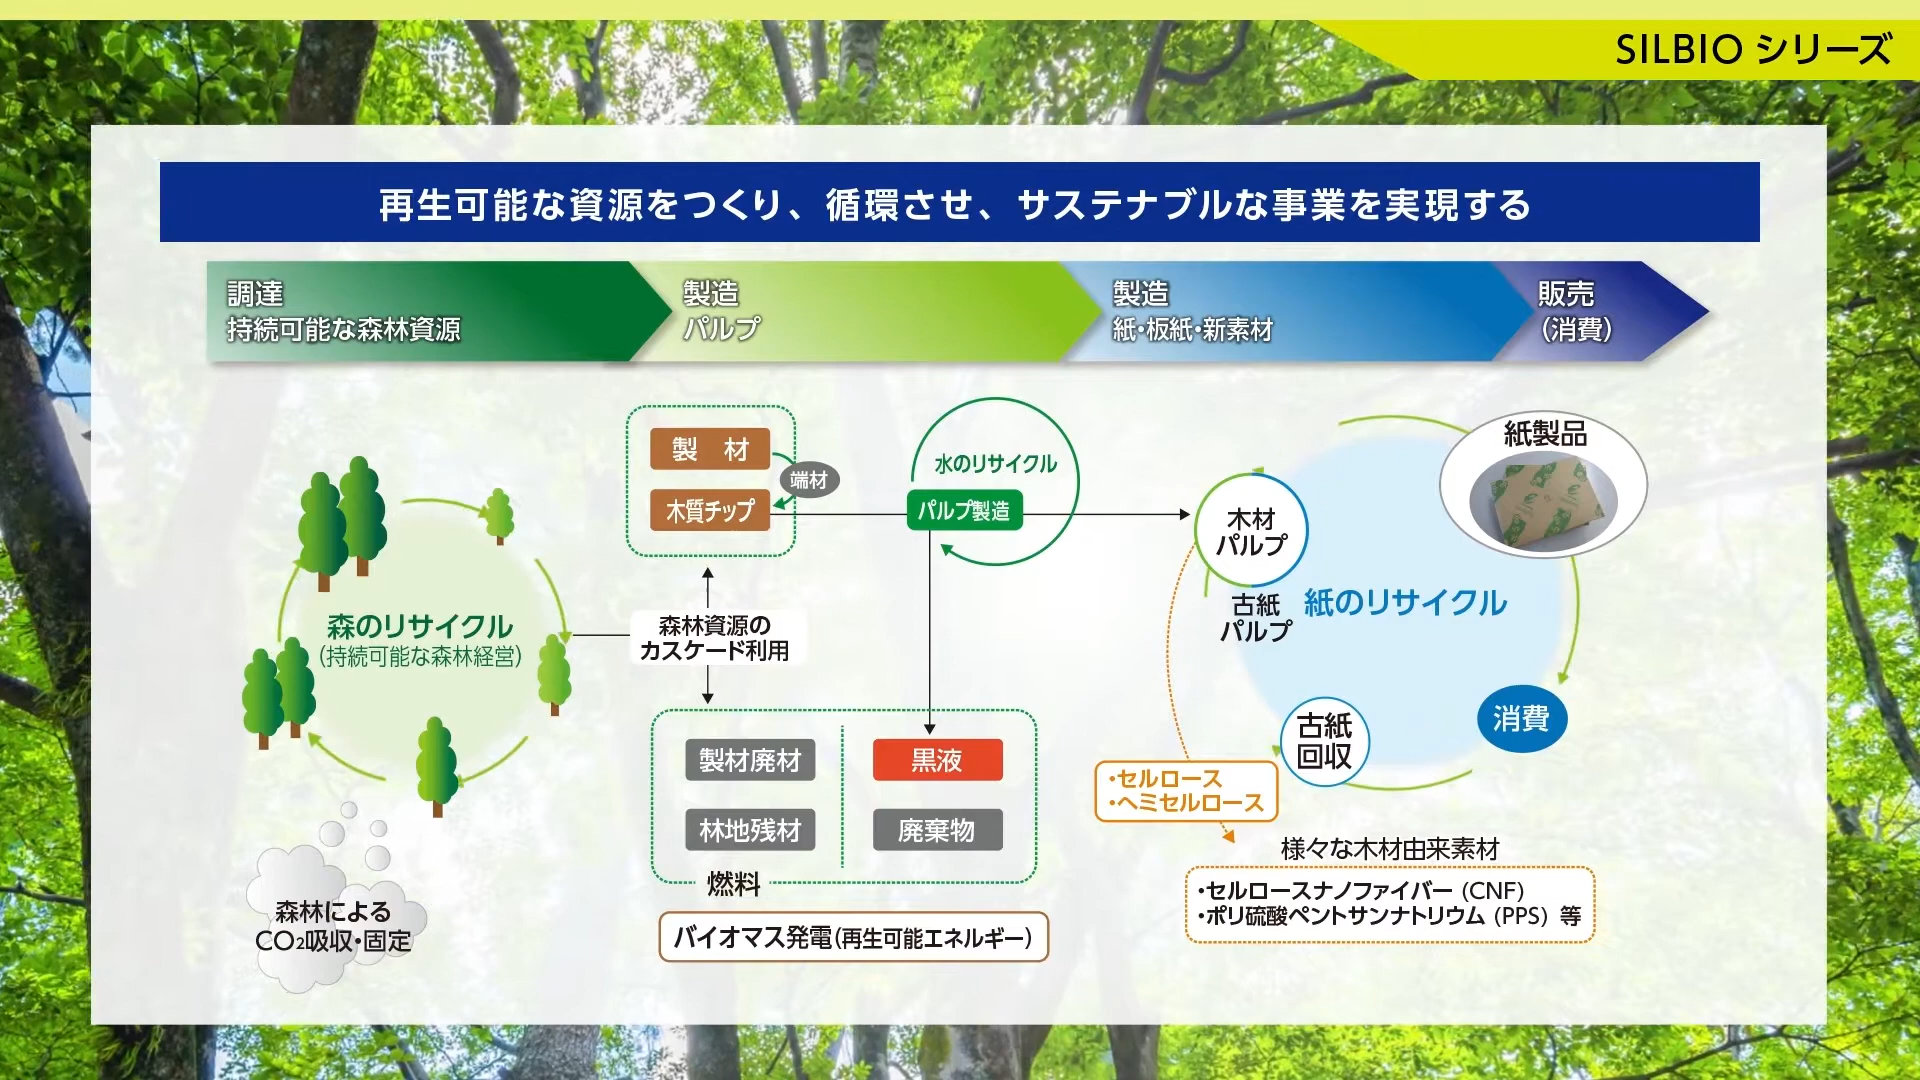 SILBIO シリーズ
再生可能な資源をつくり、循環させ、サステナブルな事業を実現する
調達
持続可能な森林資源
製造
パルプ
製造
紙・板紙・新素材
販売
（消費）
森のリサイクル
（持続可能な森林経営）
森林による
CO₂吸収・固定
製　材
端材
木質チップ
森林資源の
カスケード利用
水のリサイクル
パルプ製造
製材廃材
林地残材
黒液
廃棄物
燃料
バイオマス発電（再生可能エネルギー）
木材
パルプ
古紙
パルプ
紙のリサイクル
紙製品
消費
古紙
回収
・セルロース
・ヘミセルロース
様々な木材由来素材
・セルロースナノファイバー（CNF）
・ポリ硫酸ペントサンナトリウム（PPS）等